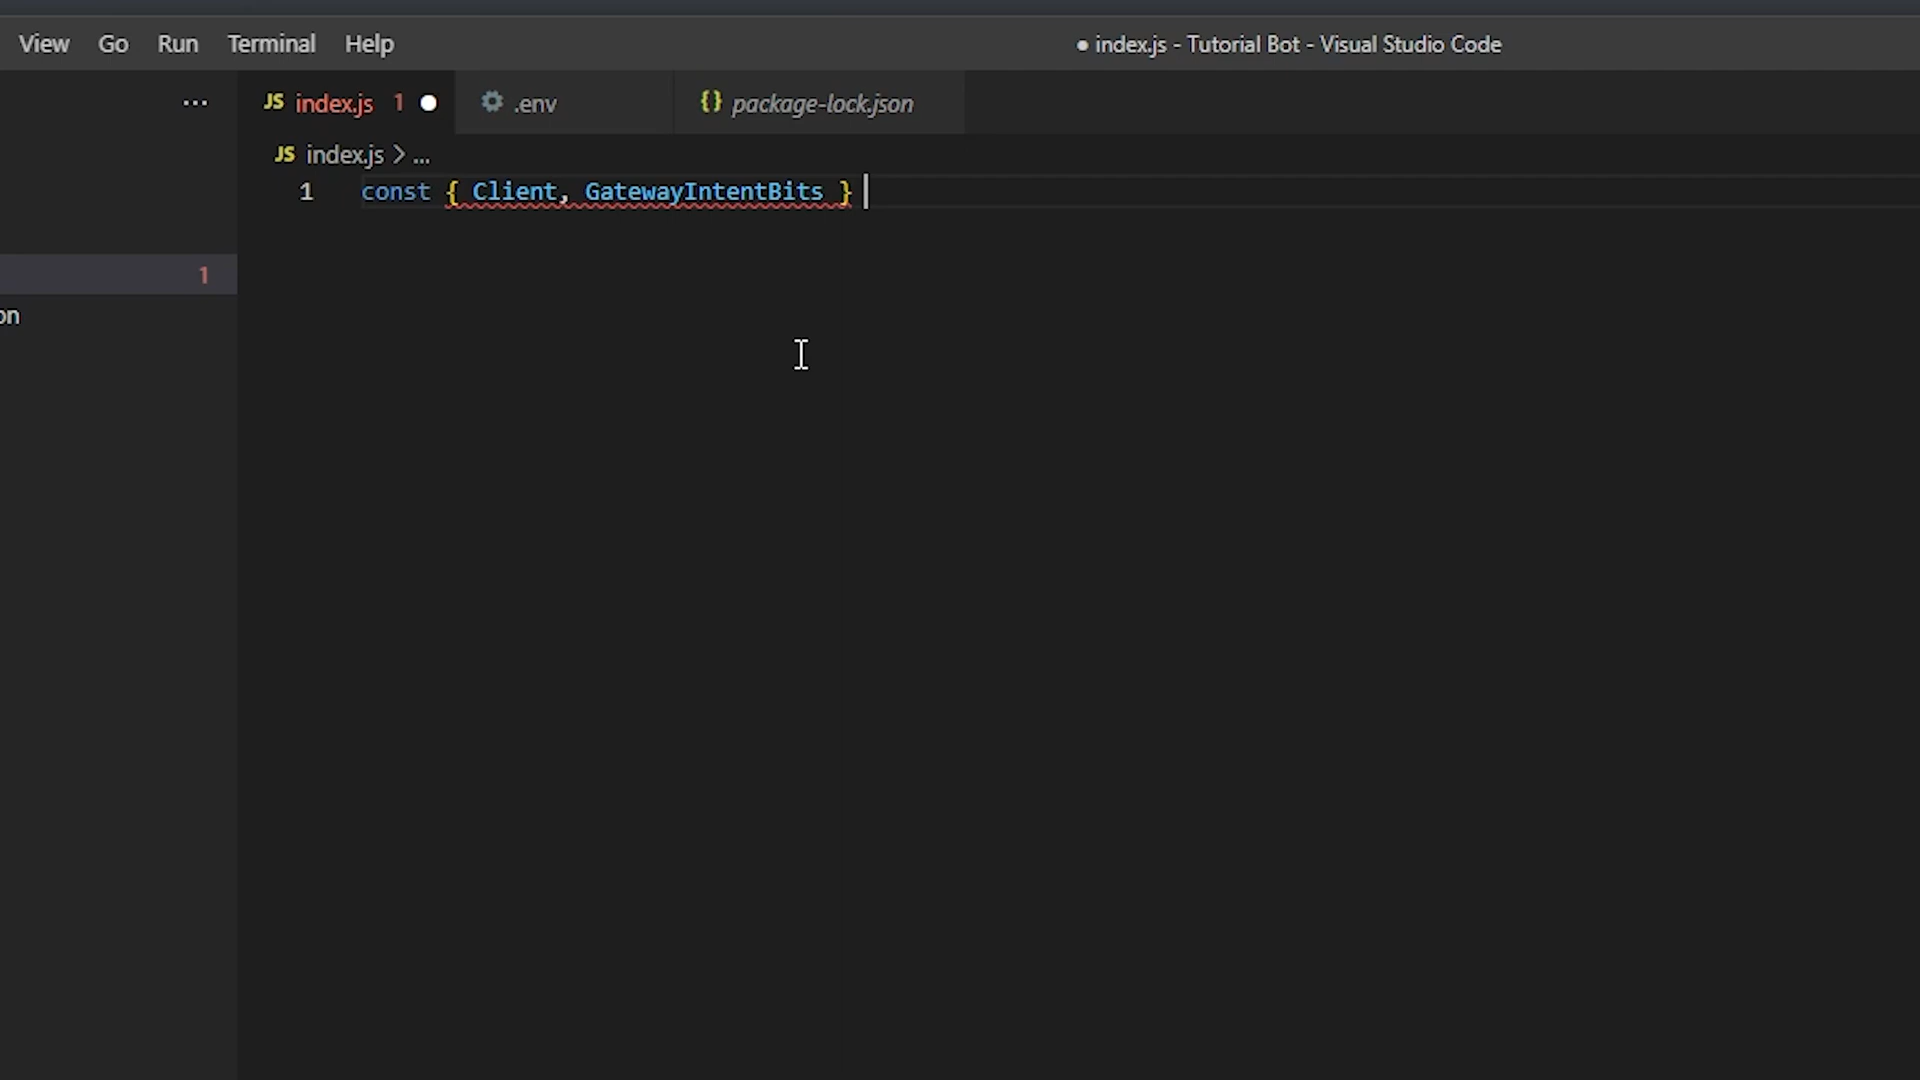 View Go Run Terminal Help
● index.js - Tutorial Bot - Visual Studio Code
... JS index.js 1 ● .env {} package-lock.json
JS index.js > ...
1 const { Client, GatewayIntentBits }
1
on